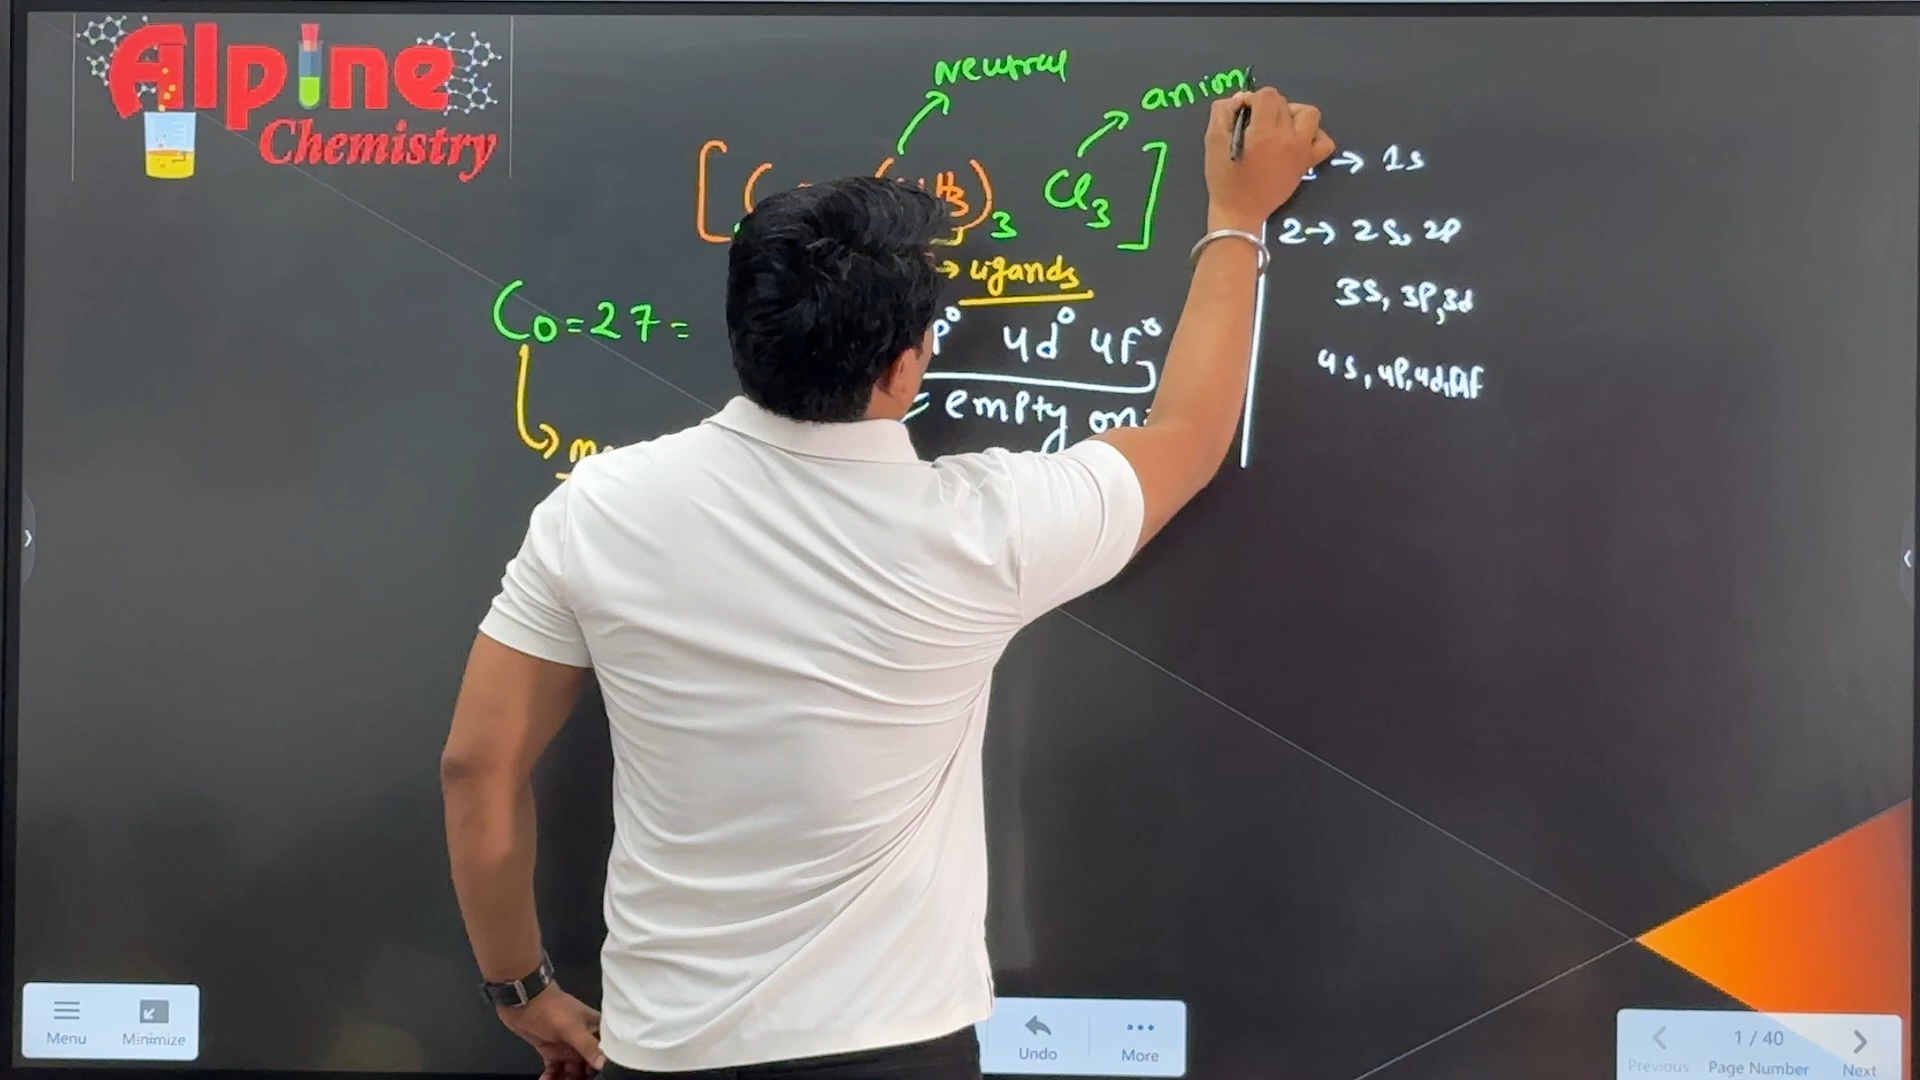 Alpine
Chemistry
Neutral
anion
[ ( )3 Cl3 ]
→ 1s
2 → 2s, 2p
→ ligands
3s, 3p, 3d
Co = 27 =
p° 4d° 4f°
4s, 4p, 4d, 4f
= empty
Menu
Minimize
Undo
More
1 / 40
Previous
Page Number
Next